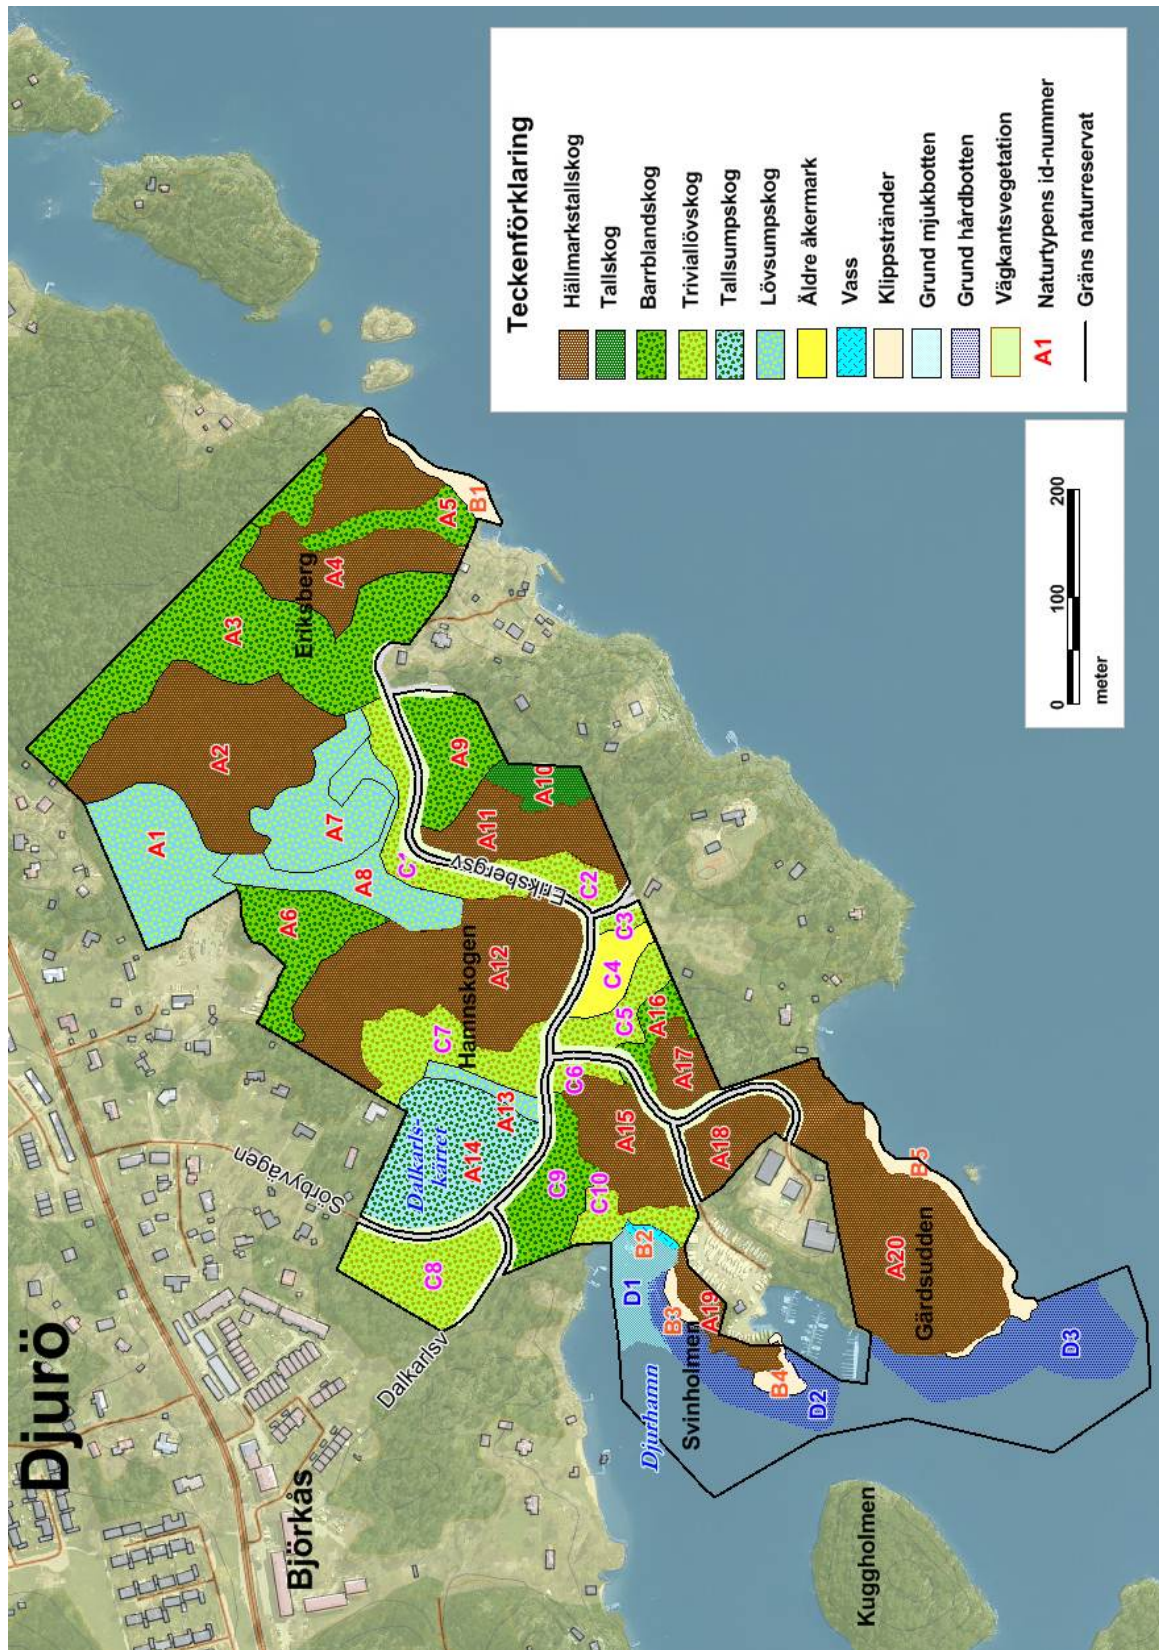 Djurö
Björkås
Sörbyvägen
Dalkarlsv
Eriksbergsv
Eriksberg
Hamnskogen
Dalkarls-
kärret
Djurhamn
Svinholmen
Gärdsudden
Kuggholmen
A1
A2
A3
A4
A5
A6
A7
A8
A9
A10
A11
A12
A13
A14
A15
A16
A17
A18
A19
A20
B1
B2
B3
B4
B5
C2
C3
C4
C5
C6
C7
C8
C9
C10
D1
D2
D3
Teckenförklaring
Hällmarkstallskog
Tallskog
Barrblandskog
Triviallövskog
Tallsumpskog
Lövsumpskog
Äldre åkermark
Vass
Klippstränder
Grund mjukbotten
Grund hårdbotten
Vägkantsvegetation
A1 Naturtypens id-nummer
Gräns naturreservat
0 100 200
meter